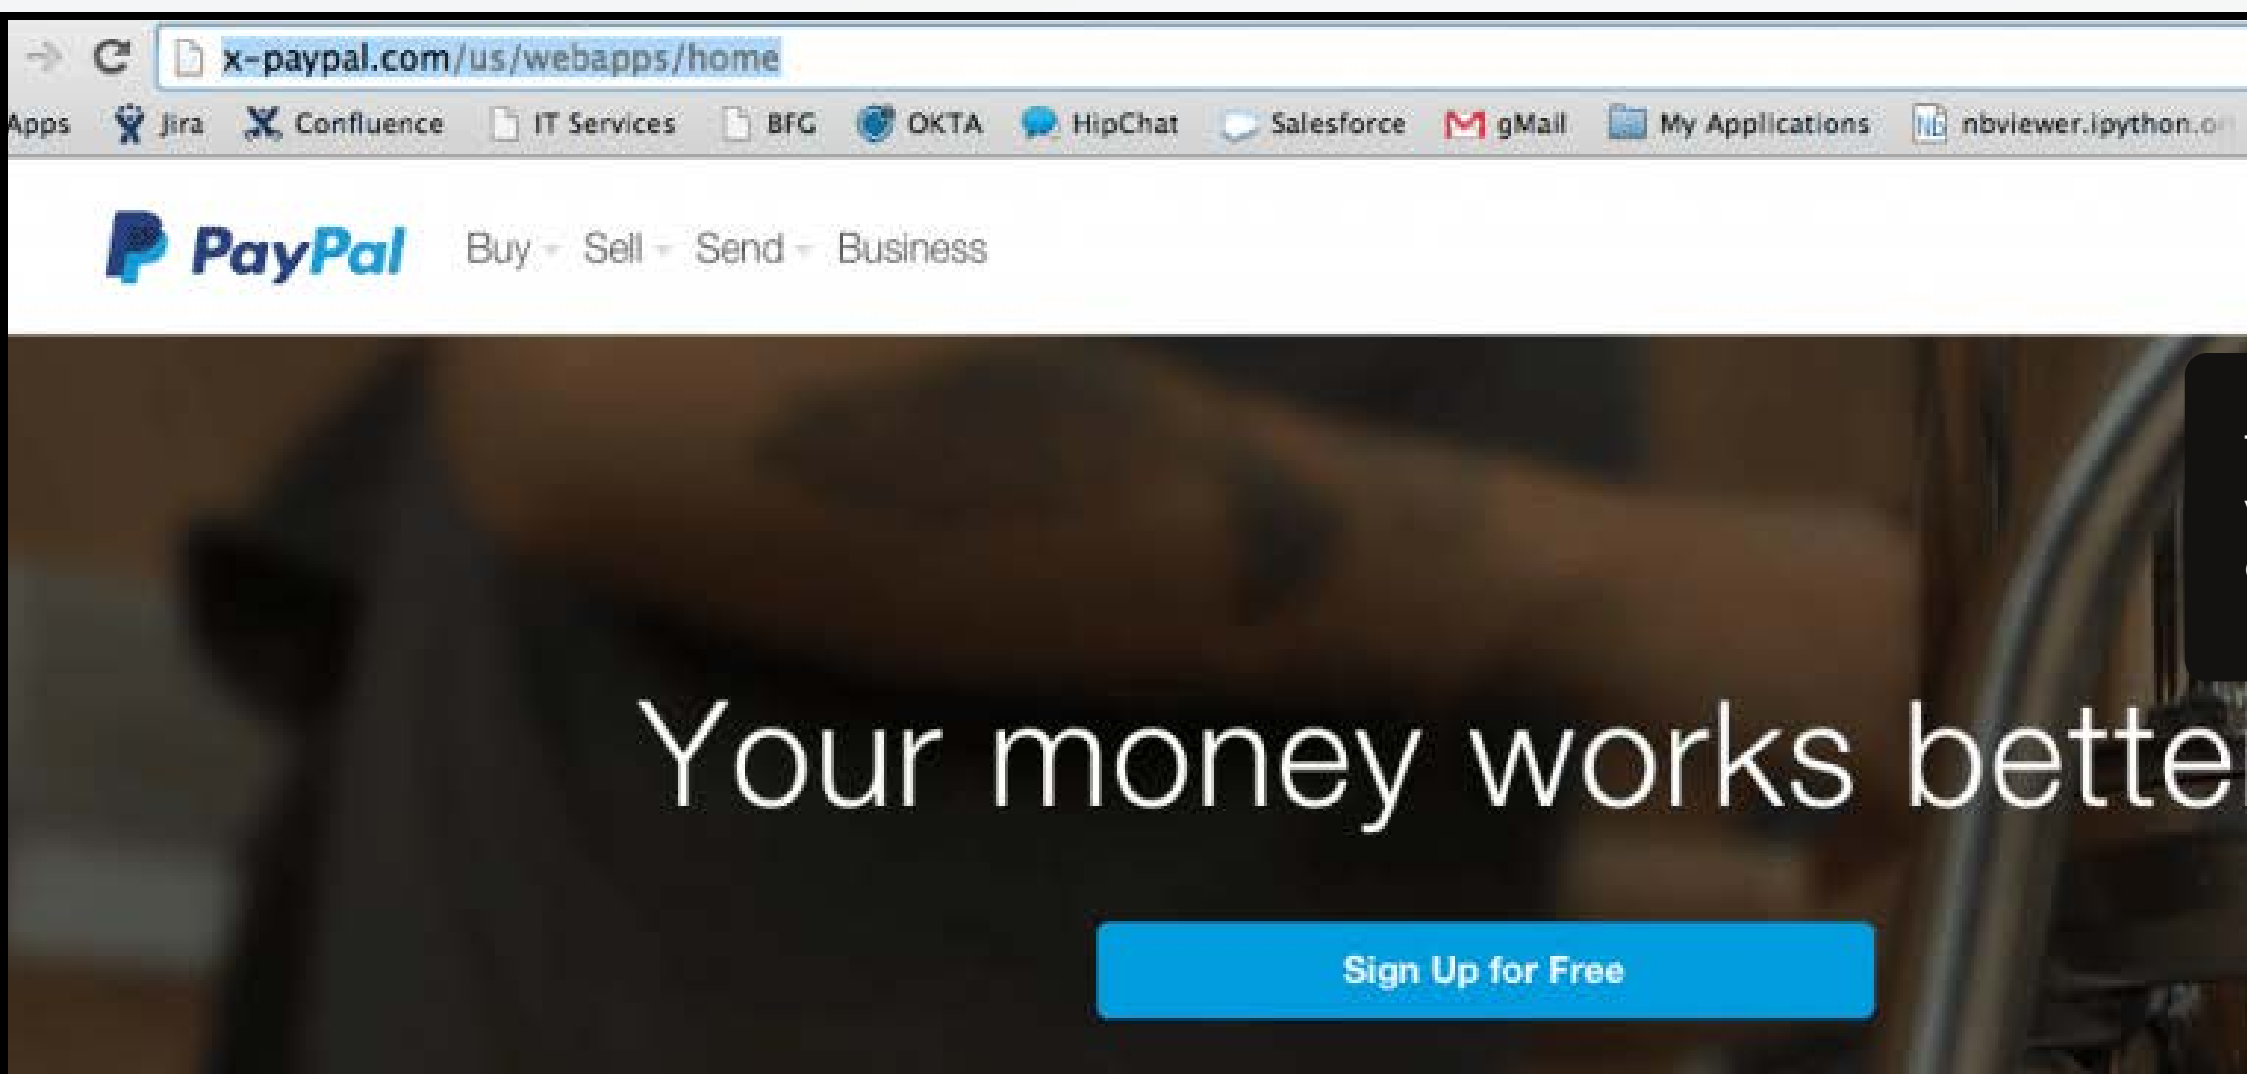 x-paypal.com/us/webapps/home
Apps Jira Confluence IT Services BFG OKTA HipChat Salesforce gMail My Applications nbviewer.ipython.o
PayPal Buy Sell Send Business
Your money works better
Sign Up for Free